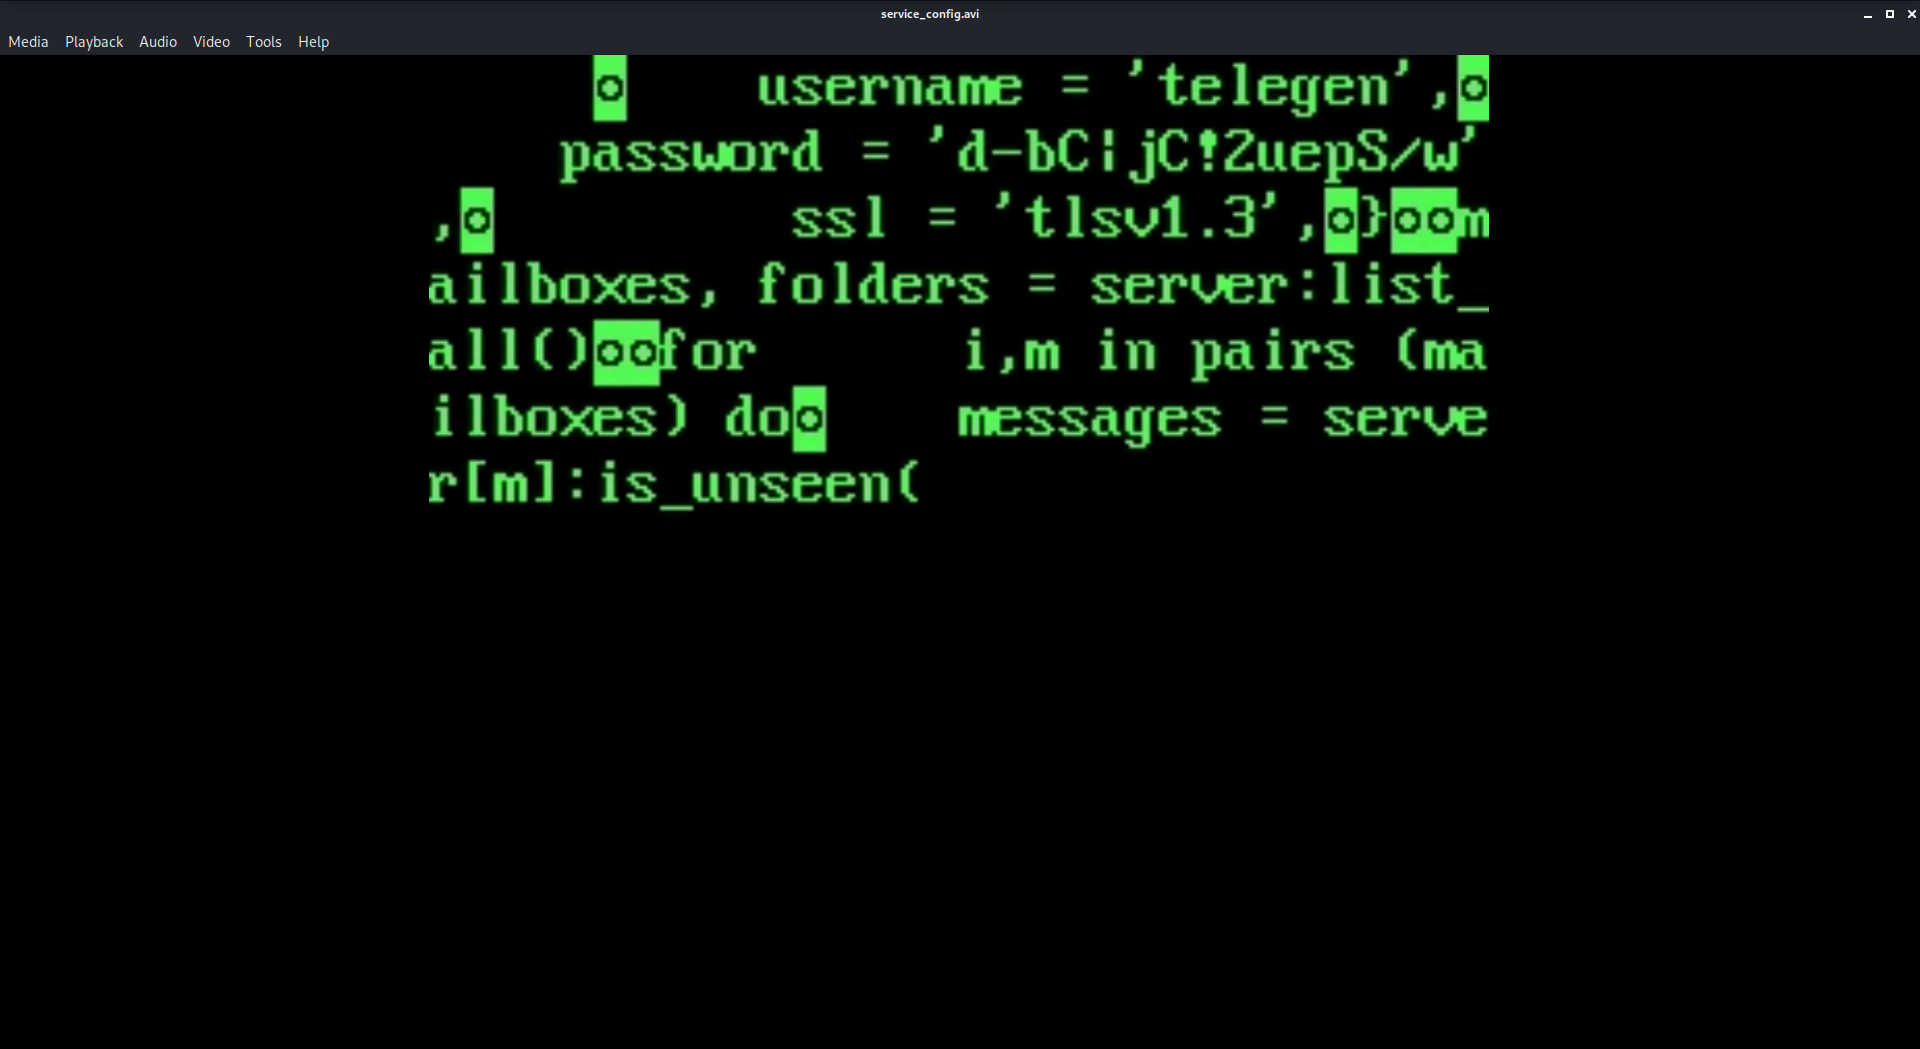 service_config.avi
Media Playback Audio Video Tools Help
◙ username = 'telegen',◙
password = 'd-bC¦jC!2uepS/w'
,◙ ssl = 'tlsv1.3',◙}◙◙m
ailboxes, folders = server:list_
all()◙◙for i,m in pairs (ma
ilboxes) do◙ messages = serve
r[m]:is_unseen(